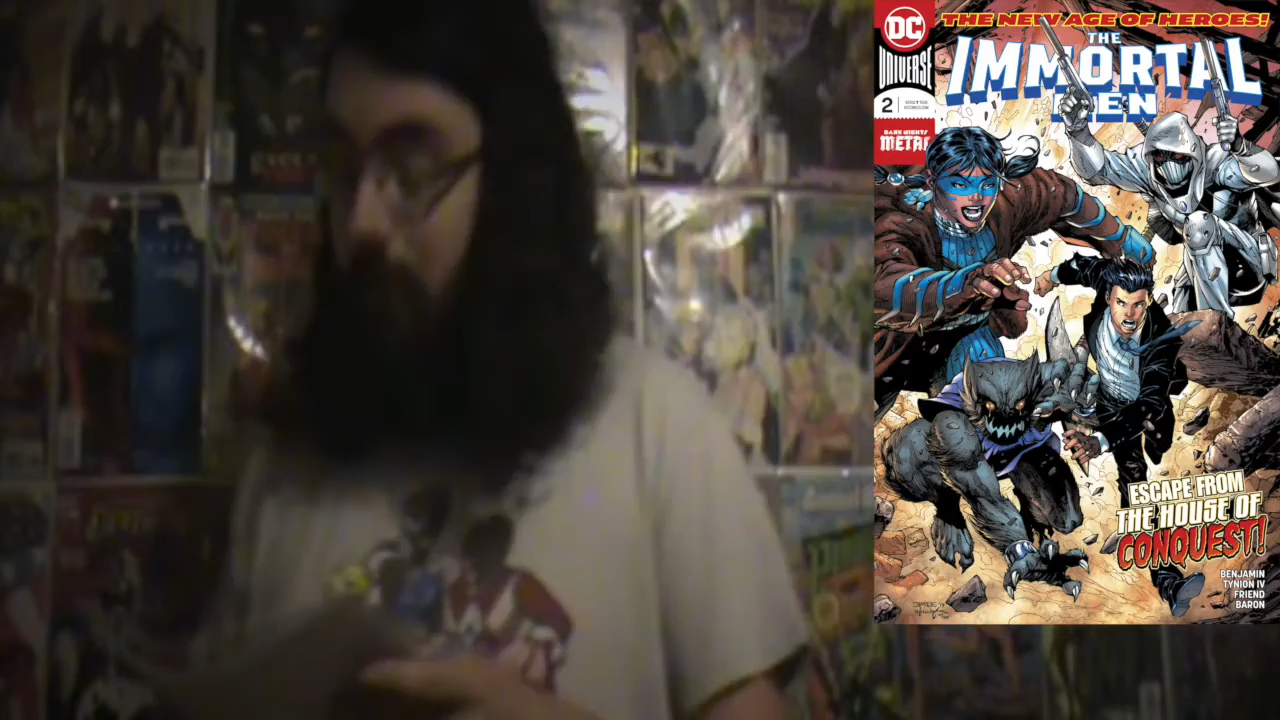 THE NEW AGE OF HEROES!
DC
UNIVERSE
THE
IMMORTAL
MEN
2
DARK NIGHTS
METAL
ESCAPE FROM
THE HOUSE OF
CONQUEST!
BENJAMIN
TYNION IV
FRIEND
BARON